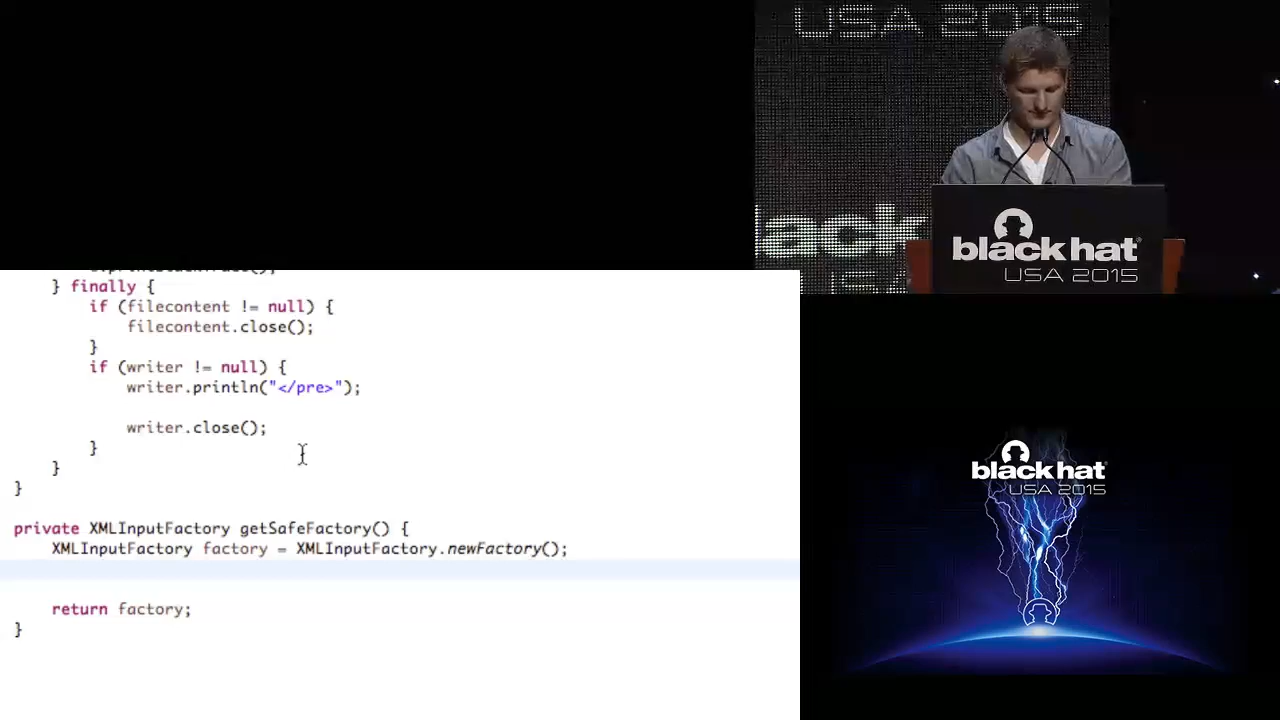 USA 2015
black
black hat
USA 2015
} finally {
if (filecontent != null) {
filecontent.close();
}
if (writer != null) {
writer.println("</pre>");
writer.close();
}
}
}
private XMLInputFactory getSafeFactory() {
XMLInputFactory factory = XMLInputFactory.newFactory();
return factory;
}
black hat
USA 2015